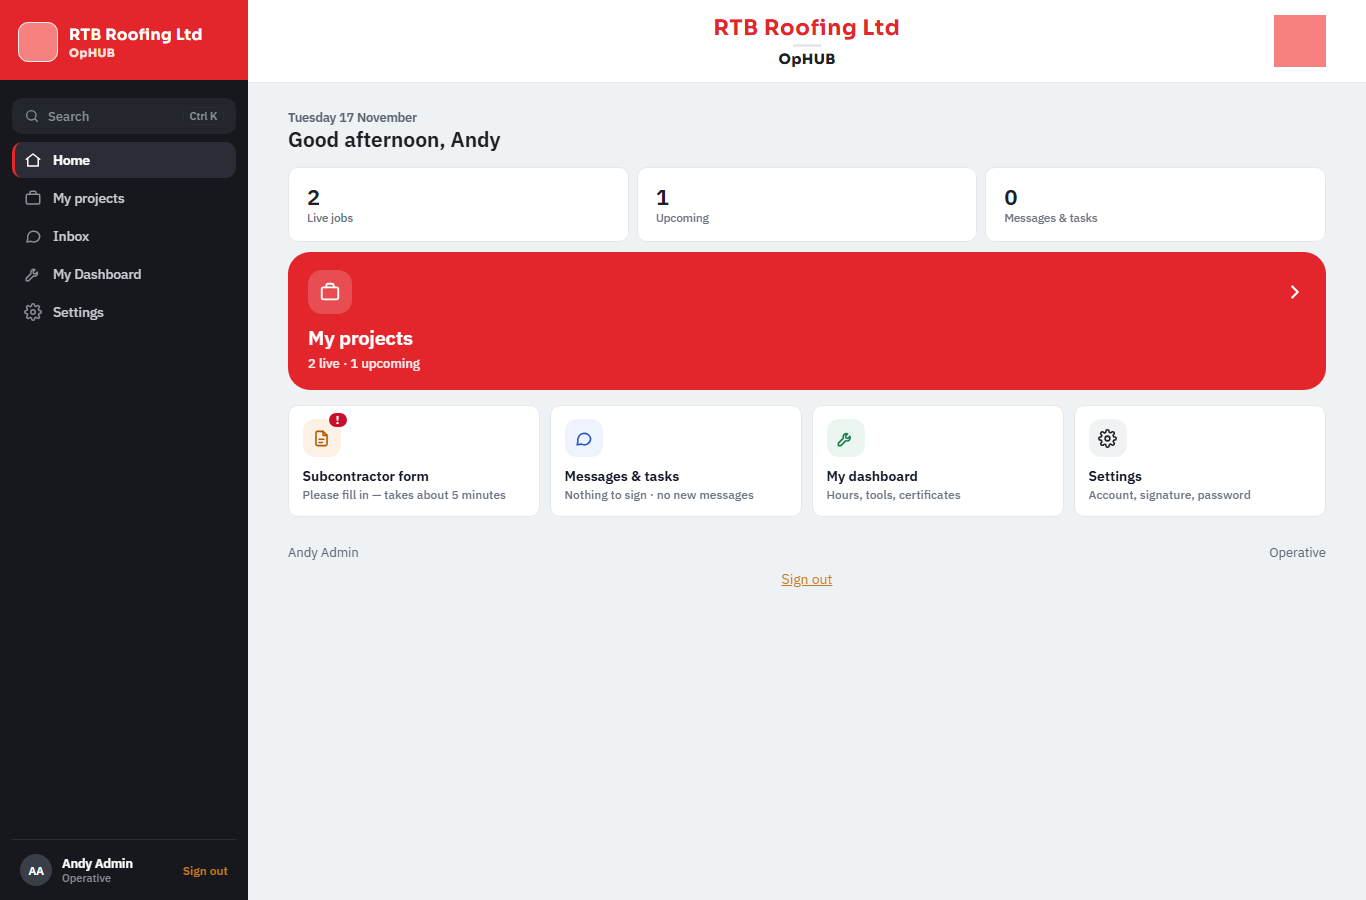 RTB Roofing Ltd
OpHUB
Search
Ctrl K
Home
My projects
Inbox
My Dashboard
Settings
AA
Andy Admin
Operative
Sign out
RTB Roofing Ltd
OpHUB
Tuesday 17 November
Good afternoon, Andy
2
Live jobs
1
Upcoming
0
Messages & tasks
My projects
2 live · 1 upcoming
!
Subcontractor form
Please fill in — takes about 5 minutes
Messages & tasks
Nothing to sign · no new messages
My dashboard
Hours, tools, certificates
Settings
Account, signature, password
Andy Admin
Operative
Sign out